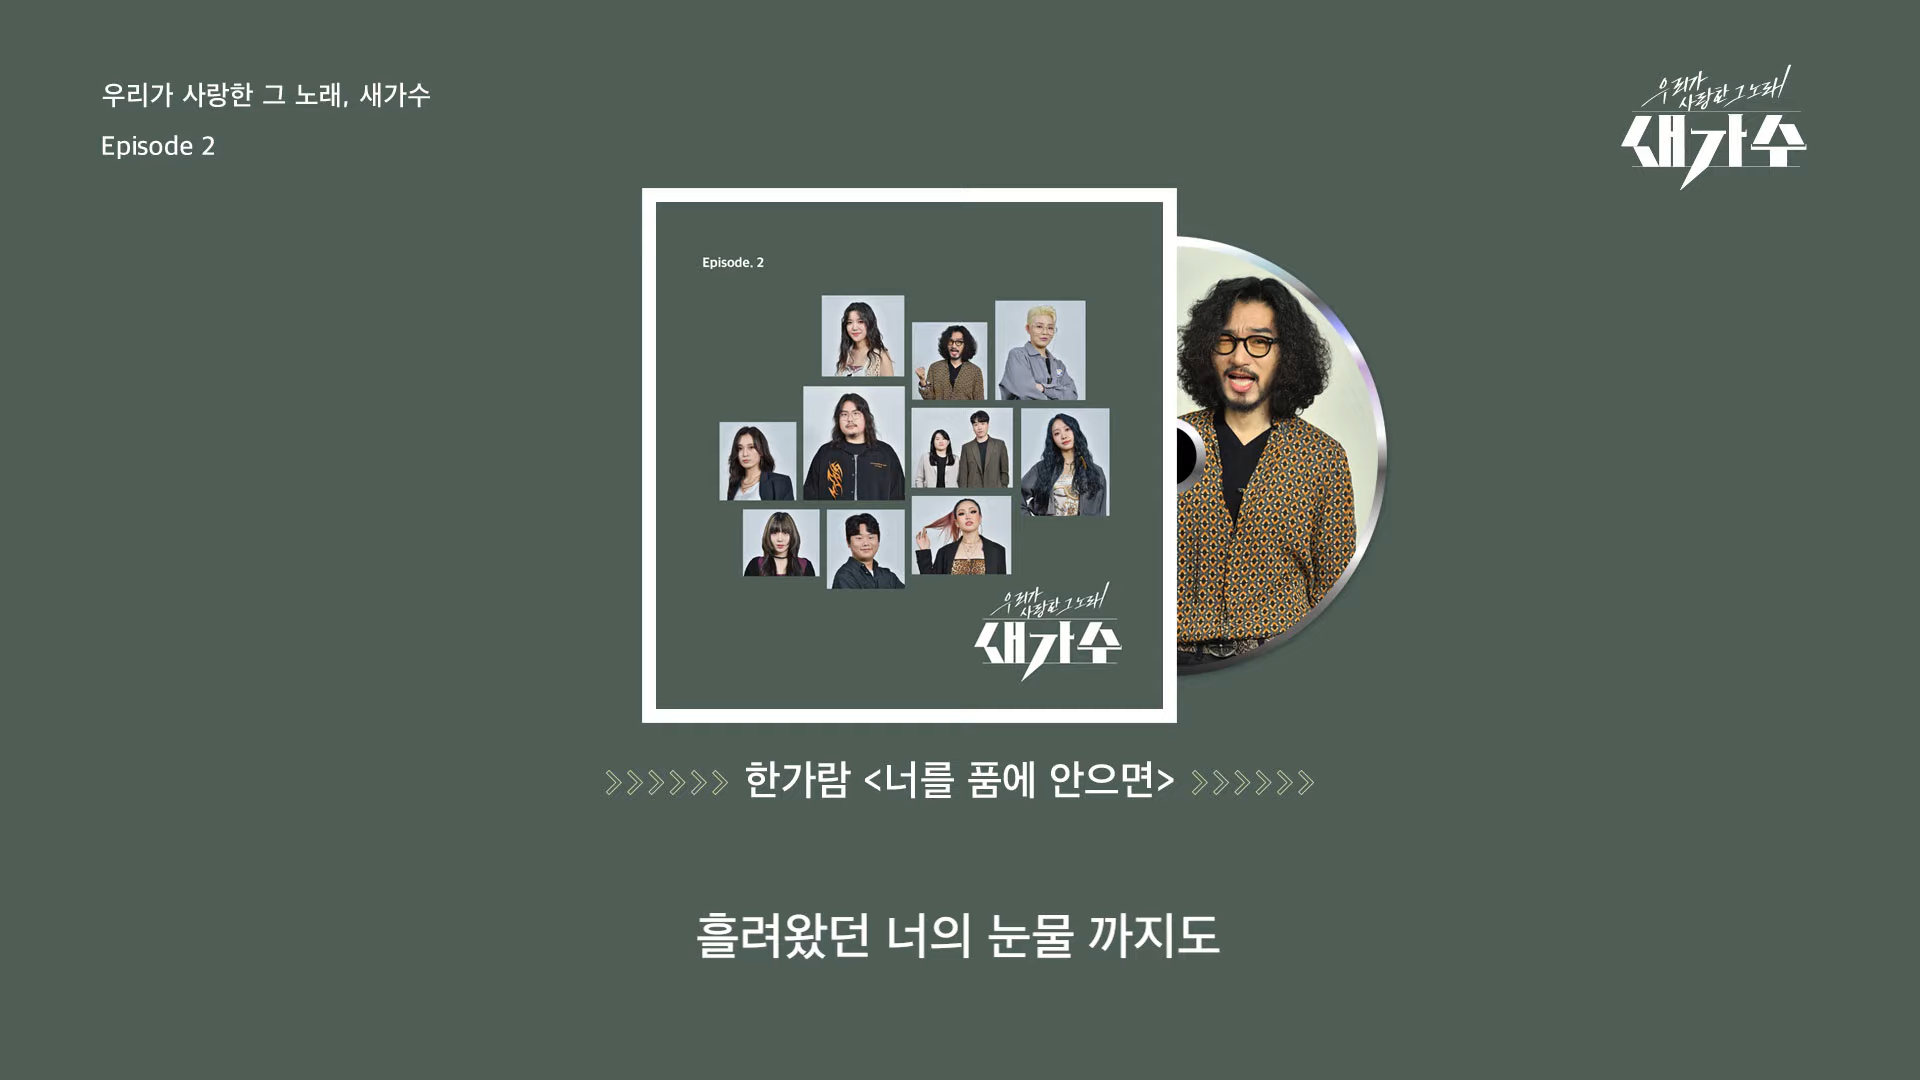 우리가 사랑한 그 노래, 새가수
Episode 2
우리가
사랑한 그 노래
새가수
Episode. 2
우리가
사랑한 그 노래
새가수
한가람 <너를 품에 안으면>
흘려왔던 너의 눈물 까지도